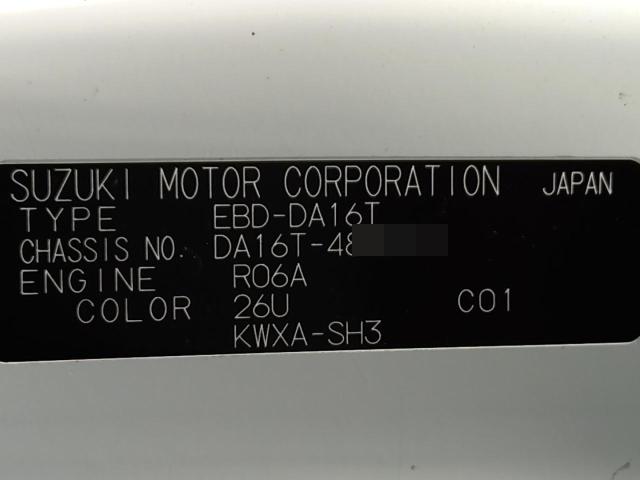 SUZUKI MOTOR CORPORATION JAPAN
TYPE EBD-DA16T
CHASSIS NO. DA16T-48
ENGINE R06A
COLOR 26U C01
KWXA-SH3